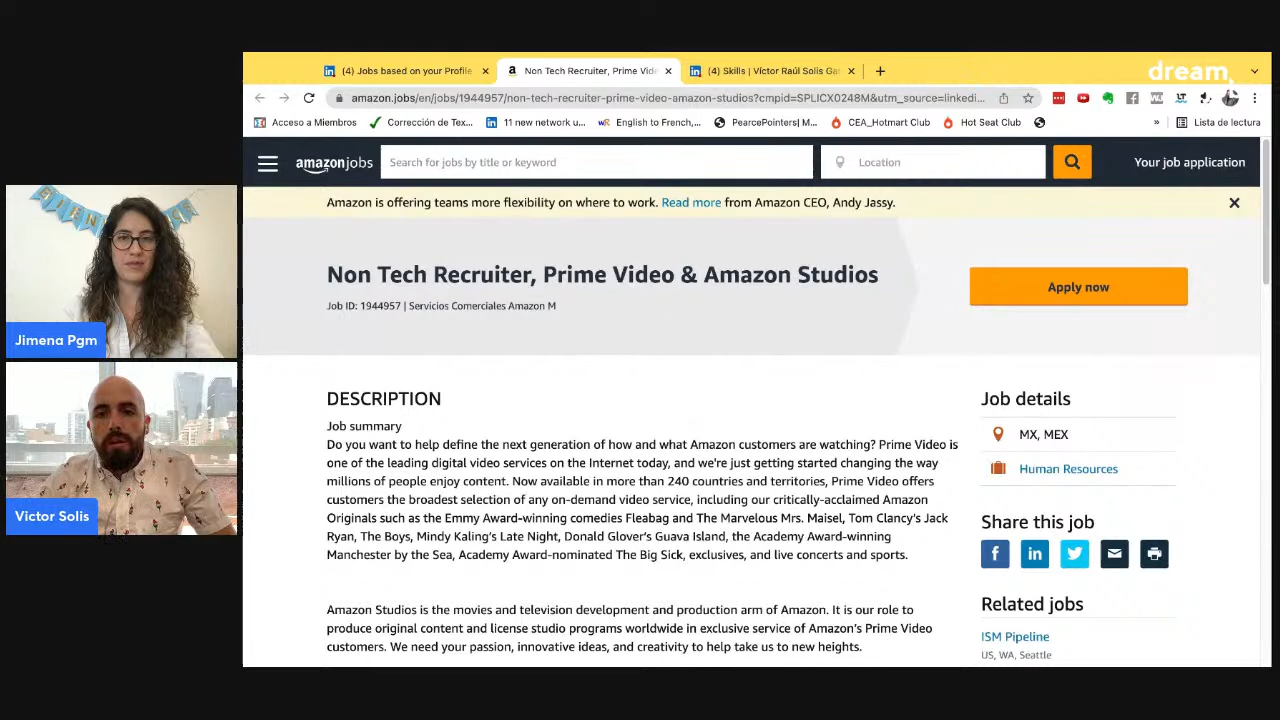 (4) Jobs based on your Profile
Non Tech Recruiter, Prime Vide
(4) Skills | Víctor Raúl Solis Ga
dream
amazon.jobs/en/jobs/1944957/non-tech-recruiter-prime-video-amazon-studios?cmpid=SPLICX0248M&utm_source=linkedi...
Acceso a Miembros
Corrección de Tex...
11 new network u...
English to French,...
PearcePointers| M...
CEA_Hotmart Club
Hot Seat Club
»
Lista de lectura
amazonjobs
Search for jobs by title or keyword
Location
Your job application
Amazon is offering teams more flexibility on where to work. Read more from Amazon CEO, Andy Jassy.
Non Tech Recruiter, Prime Video & Amazon Studios
Job ID: 1944957 | Servicios Comerciales Amazon M
Apply now
Jimena Pgm
Victor Solis
DESCRIPTION
Job summary
Do you want to help define the next generation of how and what Amazon customers are watching? Prime Video is
one of the leading digital video services on the Internet today, and we're just getting started changing the way
millions of people enjoy content. Now available in more than 240 countries and territories, Prime Video offers
customers the broadest selection of any on-demand video service, including our critically-acclaimed Amazon
Originals such as the Emmy Award-winning comedies Fleabag and The Marvelous Mrs. Maisel, Tom Clancy's Jack
Ryan, The Boys, Mindy Kaling's Late Night, Donald Glover's Guava Island, the Academy Award-winning
Manchester by the Sea, Academy Award-nominated The Big Sick, exclusives, and live concerts and sports.
Amazon Studios is the movies and television development and production arm of Amazon. It is our role to
produce original content and license studio programs worldwide in exclusive service of Amazon's Prime Video
customers. We need your passion, innovative ideas, and creativity to help take us to new heights.
Job details
MX, MEX
Human Resources
Share this job
Related jobs
ISM Pipeline
US, WA, Seattle